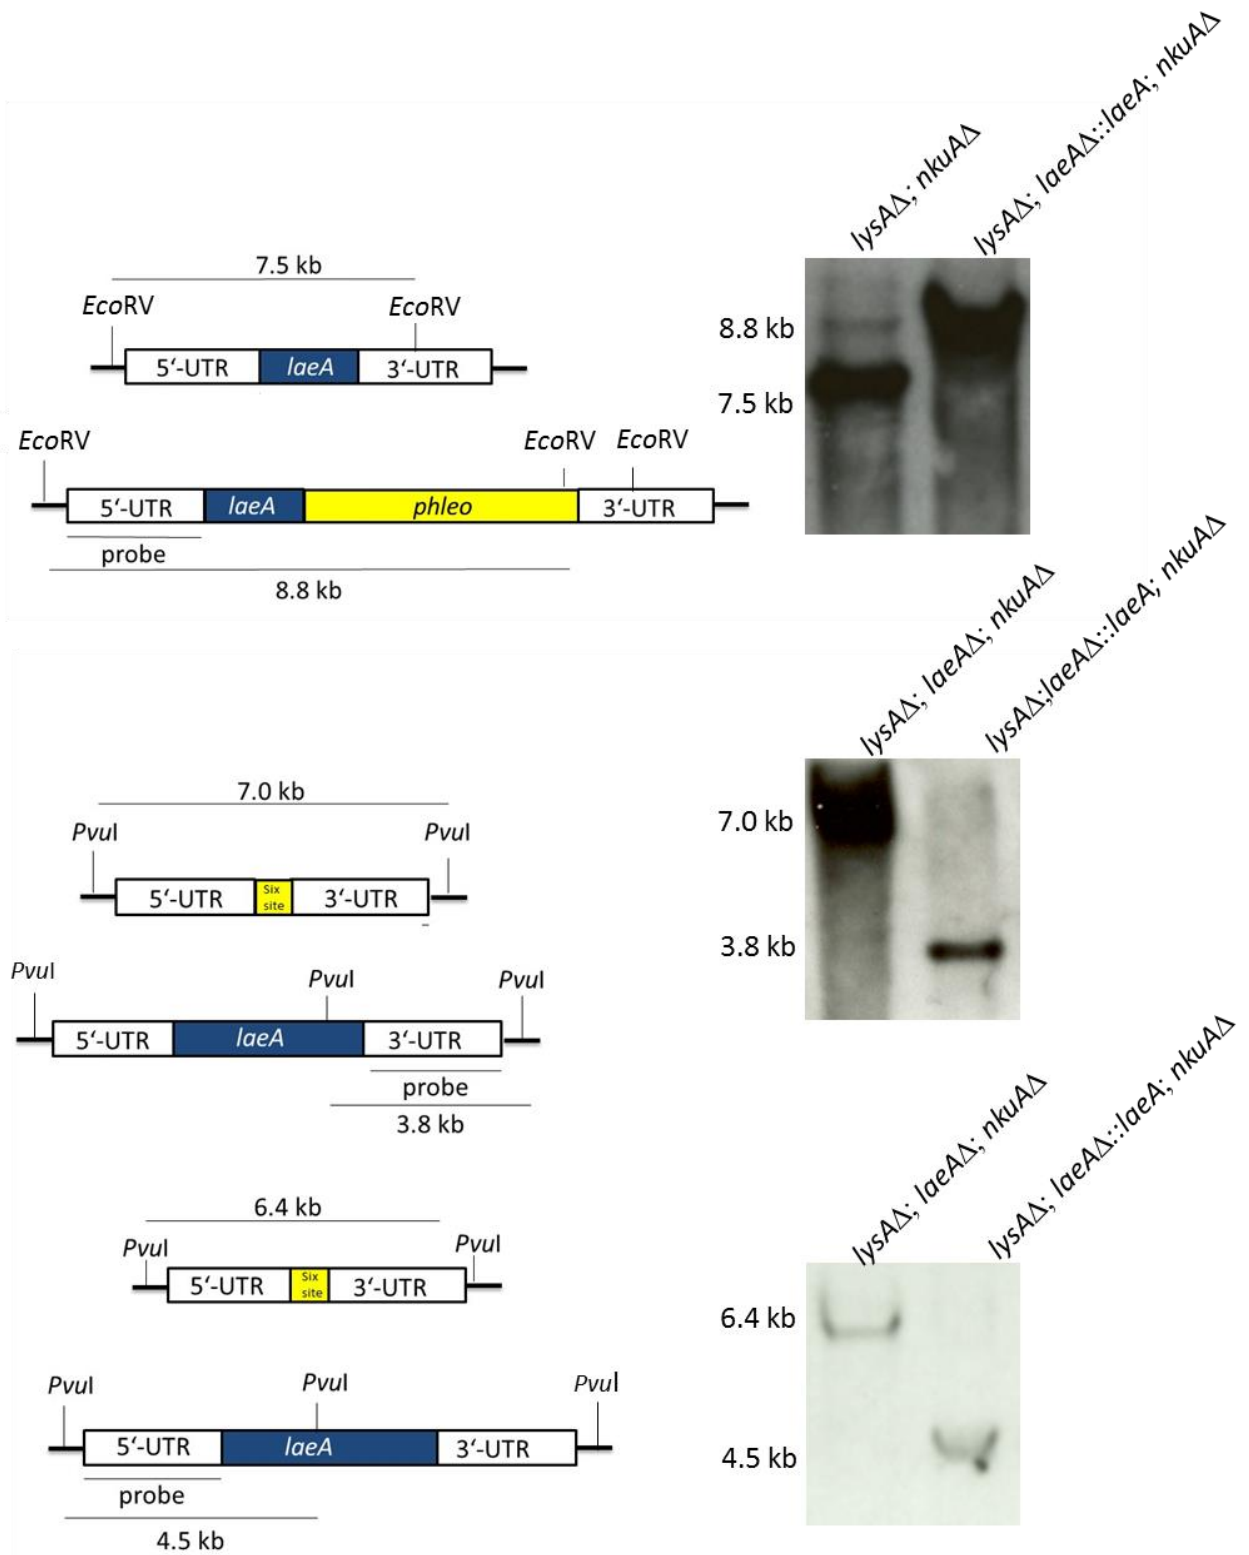 lysAΔ; nkuAΔ
lysAΔ; laeAΔ::laeA; nkuAΔ
7.5 kb
EcoRV EcoRV
5‘-UTR laeA 3‘-UTR
EcoRV EcoRV EcoRV
5‘-UTR laeA phleo 3‘-UTR
probe
8.8 kb
8.8 kb
7.5 kb
lysAΔ; laeAΔ; nkuAΔ
lysAΔ;laeAΔ::laeA; nkuAΔ
7.0 kb
PvuI PvuI
5‘-UTR Six site 3‘-UTR
PvuI PvuI PvuI
5‘-UTR laeA 3‘-UTR
probe
3.8 kb
7.0 kb
3.8 kb
lysAΔ; laeAΔ; nkuAΔ
lysAΔ; laeAΔ::laeA; nkuAΔ
6.4 kb
PvuI PvuI
5‘-UTR Six site 3‘-UTR
PvuI PvuI PvuI
5‘-UTR laeA 3‘-UTR
probe
4.5 kb
6.4 kb
4.5 kb